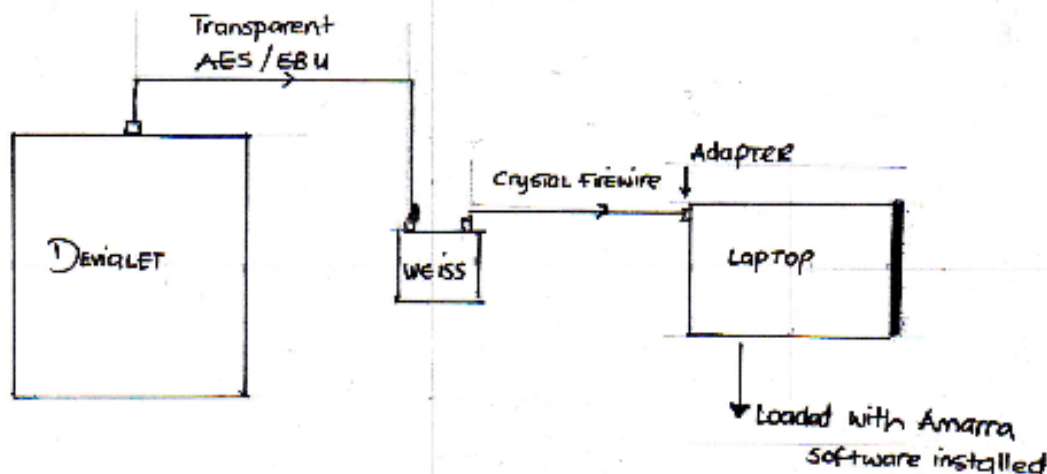 Transparent
AES/EBU
Adapter
Crystal Firewire
Devialet
Weiss
Laptop
Loaded with Amarra
software installed